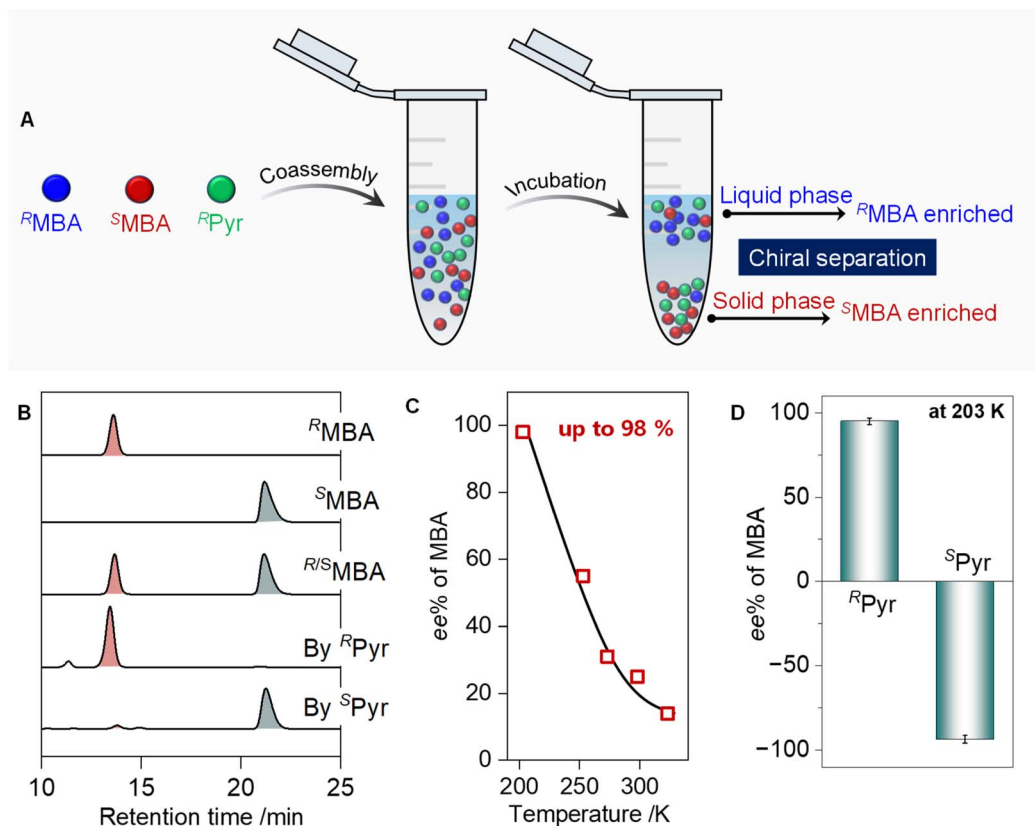 A
ᴿMBA
ˢMBA
ᴿPyr
Coassembly
Incubation
Liquid phase
ᴿMBA enriched
Chiral separation
Solid phase
ˢMBA enriched
B
ᴿMBA
ˢMBA
ᴿ/ˢMBA
By ᴿPyr
By ˢPyr
10 15 20 25
Retention time /min
C
up to 98 %
ee% of MBA
100
80
60
40
20
0
200 250 300
Temperature /K
D
at 203 K
ee% of MBA
100
50
0
−50
−100
ᴿPyr
ˢPyr